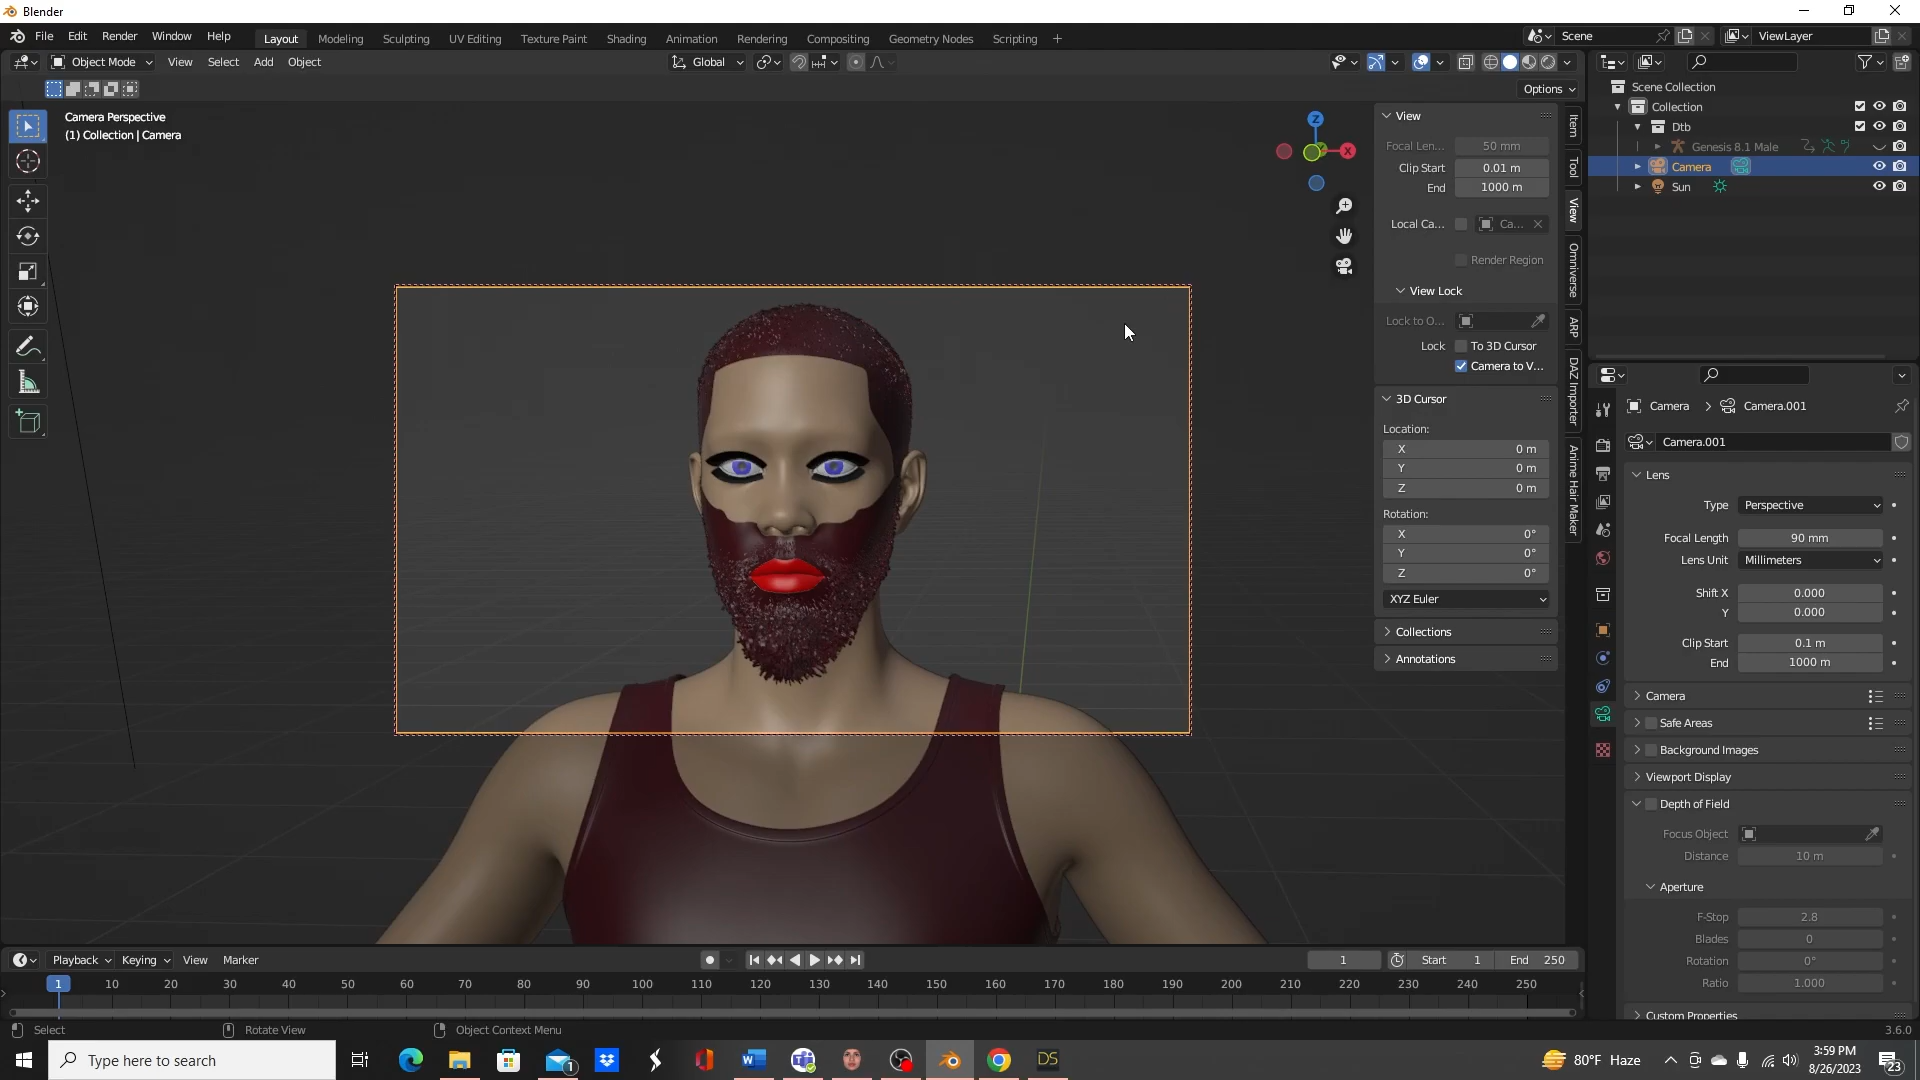 Blender
File Edit Render Window Help
Layout Modeling Sculpting UV Editing Texture Paint Shading Animation Rendering Compositing Geometry Nodes Scripting +
Scene
ViewLayer
Object Mode View Select Add Object
Global
Options
Camera Perspective
(1) Collection | Camera
Z
X
View
Focal Len... 50 mm
Clip Start 0.01 m
End 1000 m
Local Ca... Ca...
Render Region
View Lock
Lock to O...
Lock To 3D Cursor
Camera to V...
3D Cursor
Location:
X 0 m
Y 0 m
Z 0 m
Rotation:
X 0°
Y 0°
Z 0°
XYZ Euler
Collections
Annotations
Item
Tool
View
Omniverse
ARP
DAZ Importer
Anime Hair Maker
Scene Collection
Collection
Dtb
Genesis 8.1 Male
Camera
Sun
Camera > Camera.001
Camera.001
Lens
Type Perspective
Focal Length 90 mm
Lens Unit Millimeters
Shift X 0.000
Y 0.000
Clip Start 0.1 m
End 1000 m
Camera
Safe Areas
Background Images
Viewport Display
Depth of Field
Focus Object
Distance 10 m
Aperture
F-Stop 2.8
Blades 0
Rotation 0°
Ratio 1.000
Custom Properties
Playback Keying View Marker
1 Start 1 End 250
1 10 20 30 40 50 60 70 80 90 100 110 120 130 140 150 160 170 180 190 200 210 220 230 240 250
Select Rotate View Object Context Menu
3.6.0
Type here to search
1
W
DS
80°F Haze
3:59 PM
8/26/2023
23